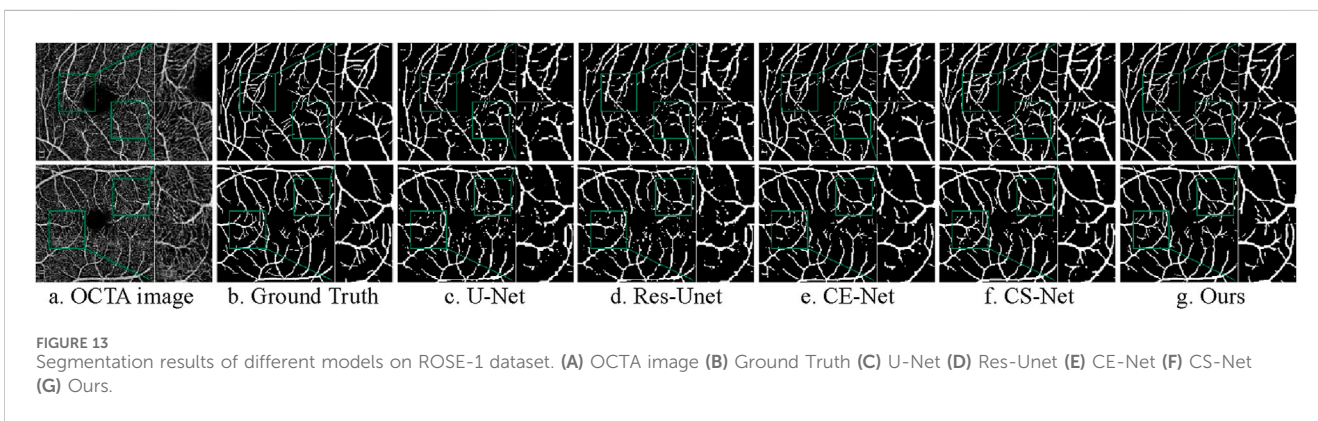 a. OCTA image b. Ground Truth c. U-Net d. Res-Unet e. CE-Net f. CS-Net g. Ours
FIGURE 13
Segmentation results of different models on ROSE-1 dataset. (A) OCTA image (B) Ground Truth (C) U-Net (D) Res-Unet (E) CE-Net (F) CS-Net
(G) Ours.